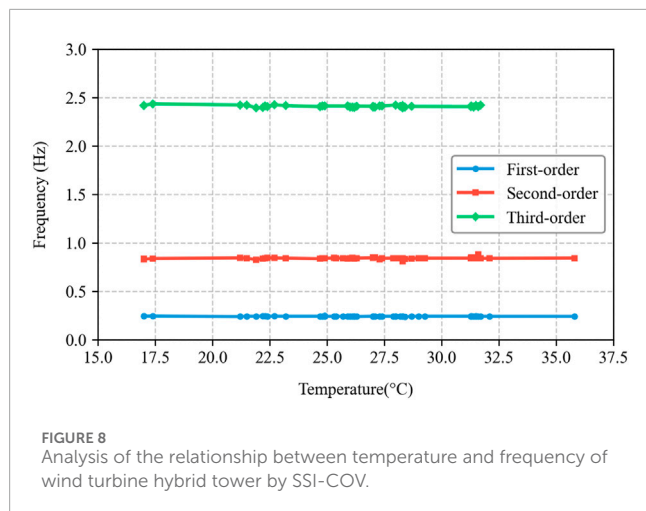 3.0
2.5
2.0
1.5
1.0
0.5
0.0
Frequency (Hz)
First-order
Second-order
Third-order
15.0 17.5 20.0 22.5 25.0 27.5 30.0 32.5 35.0 37.5
Temperature(°C)
FIGURE 8
Analysis of the relationship between temperature and frequency of
wind turbine hybrid tower by SSI-COV.